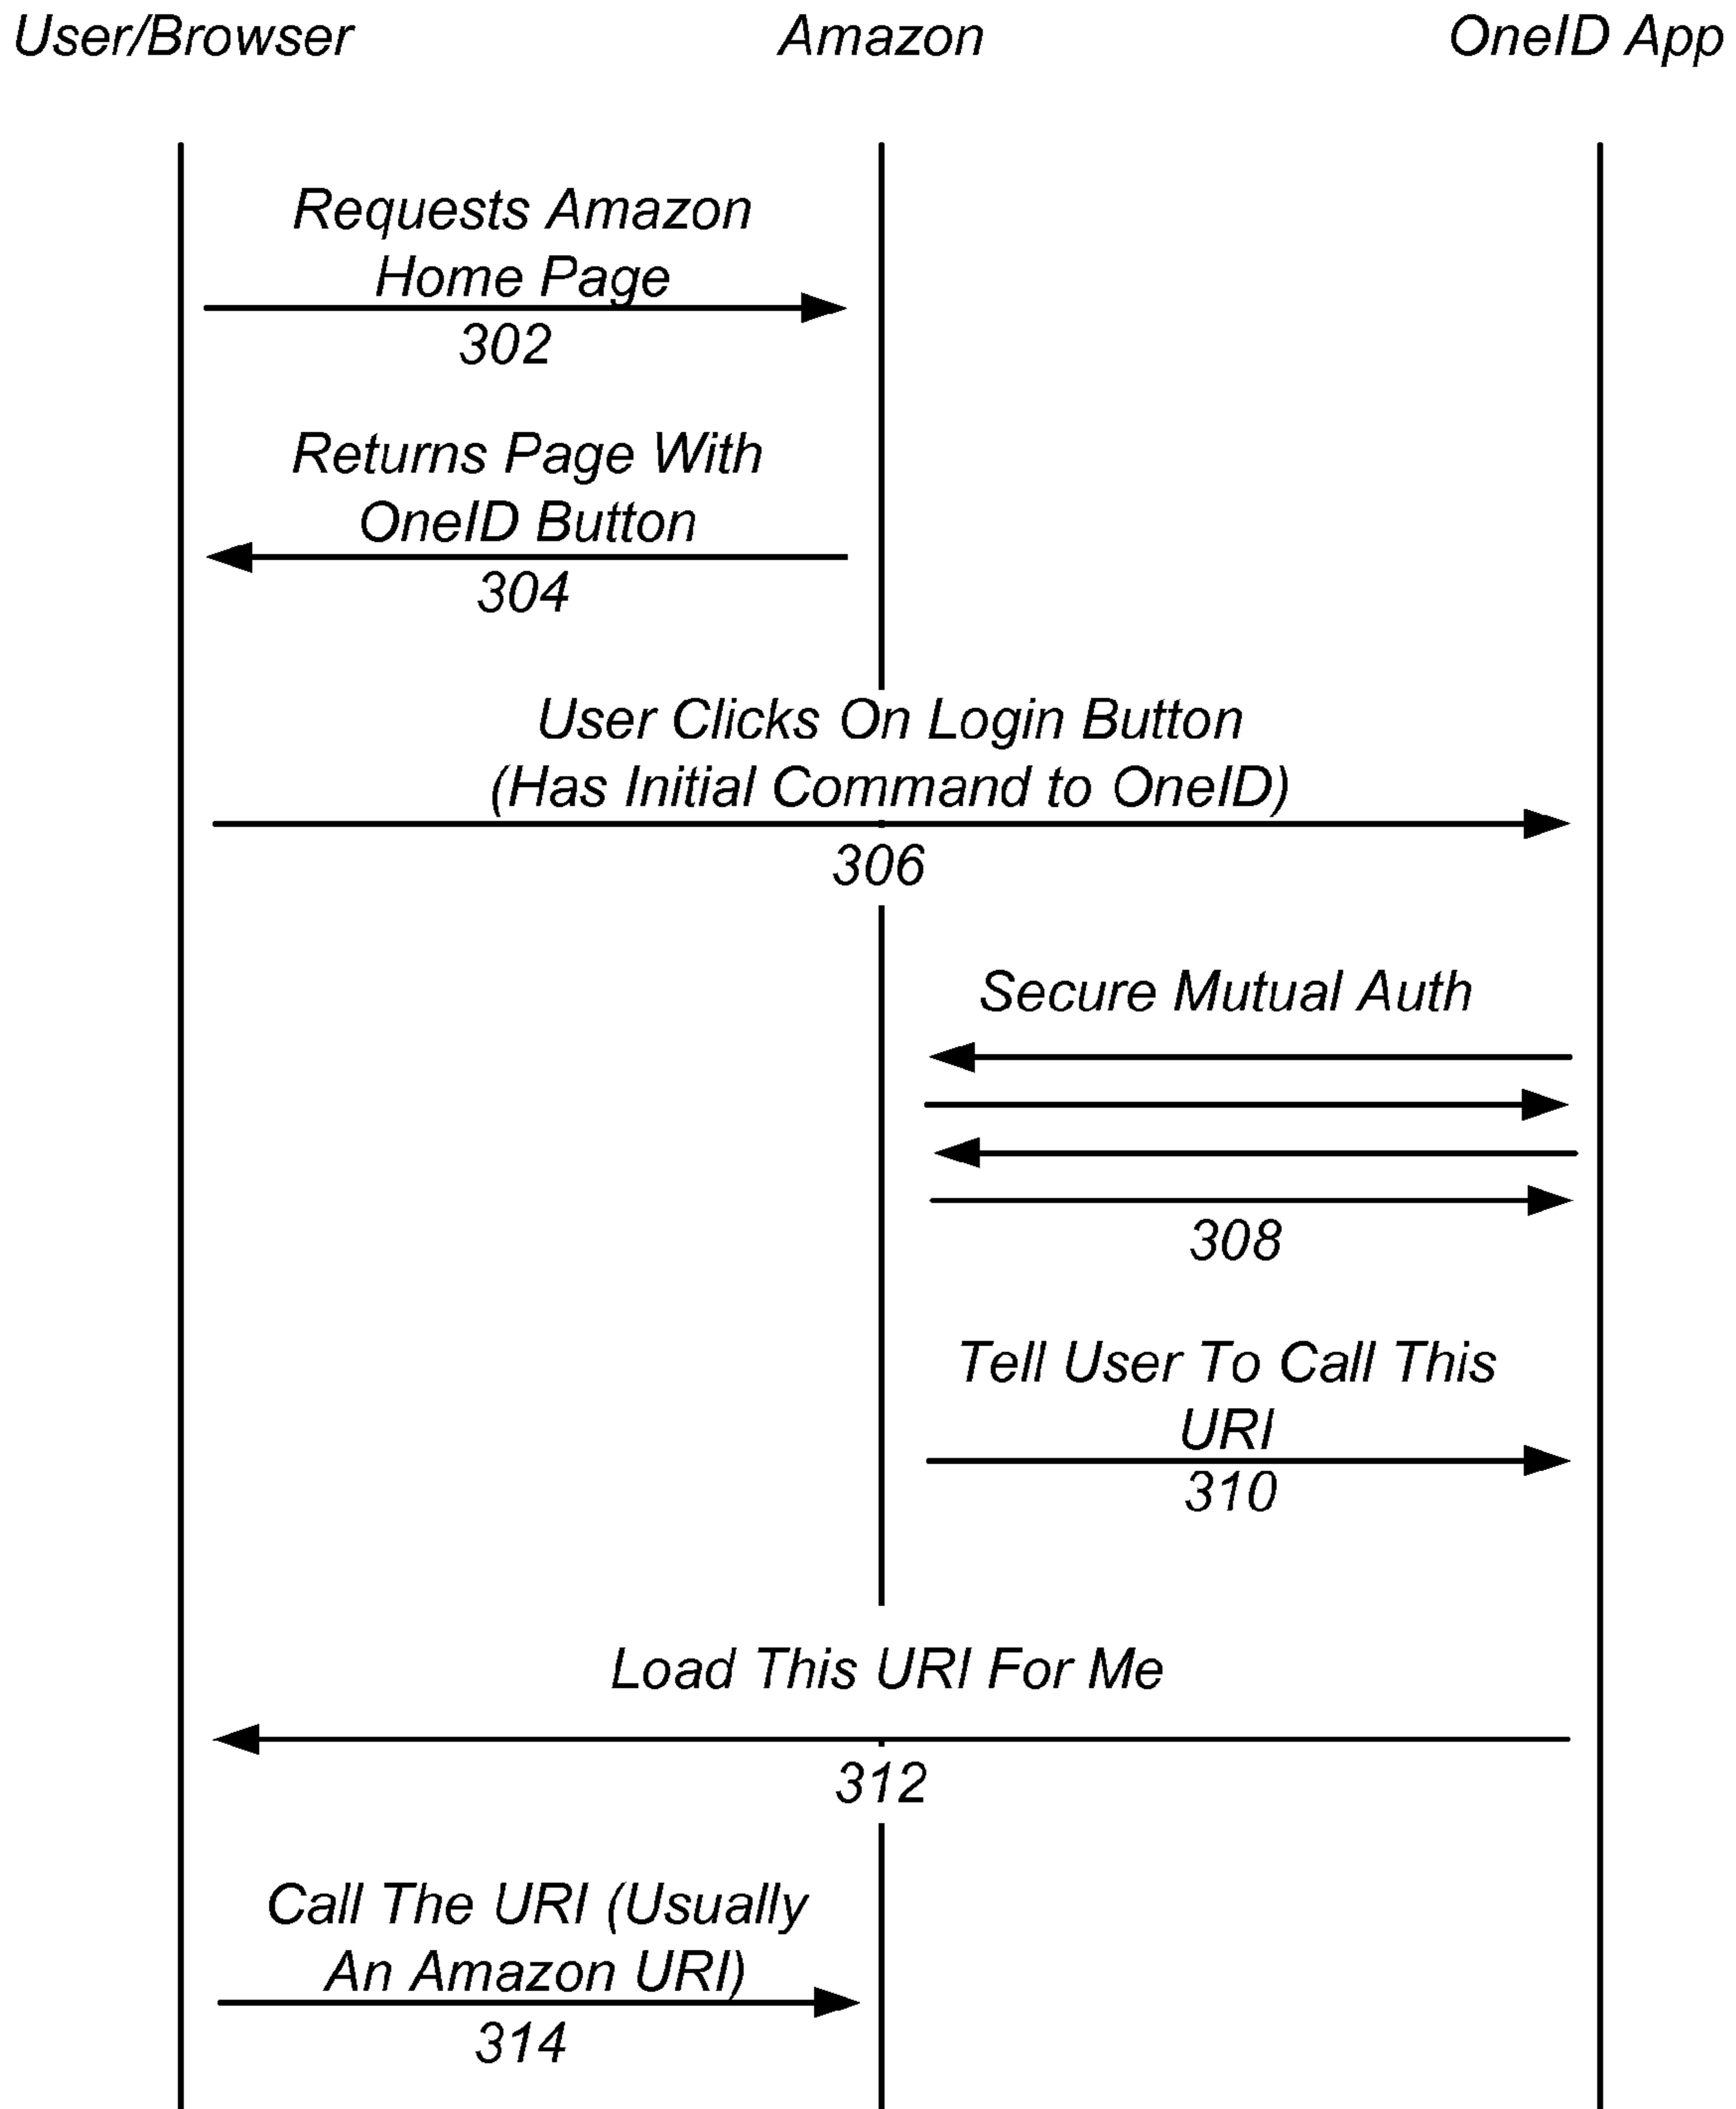 User/Browser Amazon OneID App
Requests Amazon
Home Page
302
Returns Page With
OneID Button
304
User Clicks On Login Button
(Has Initial Command to OneID)
306
Secure Mutual Auth
308
Tell User To Call This
URI
310
Load This URI For Me
312
Call The URI (Usually
An Amazon URI)
314